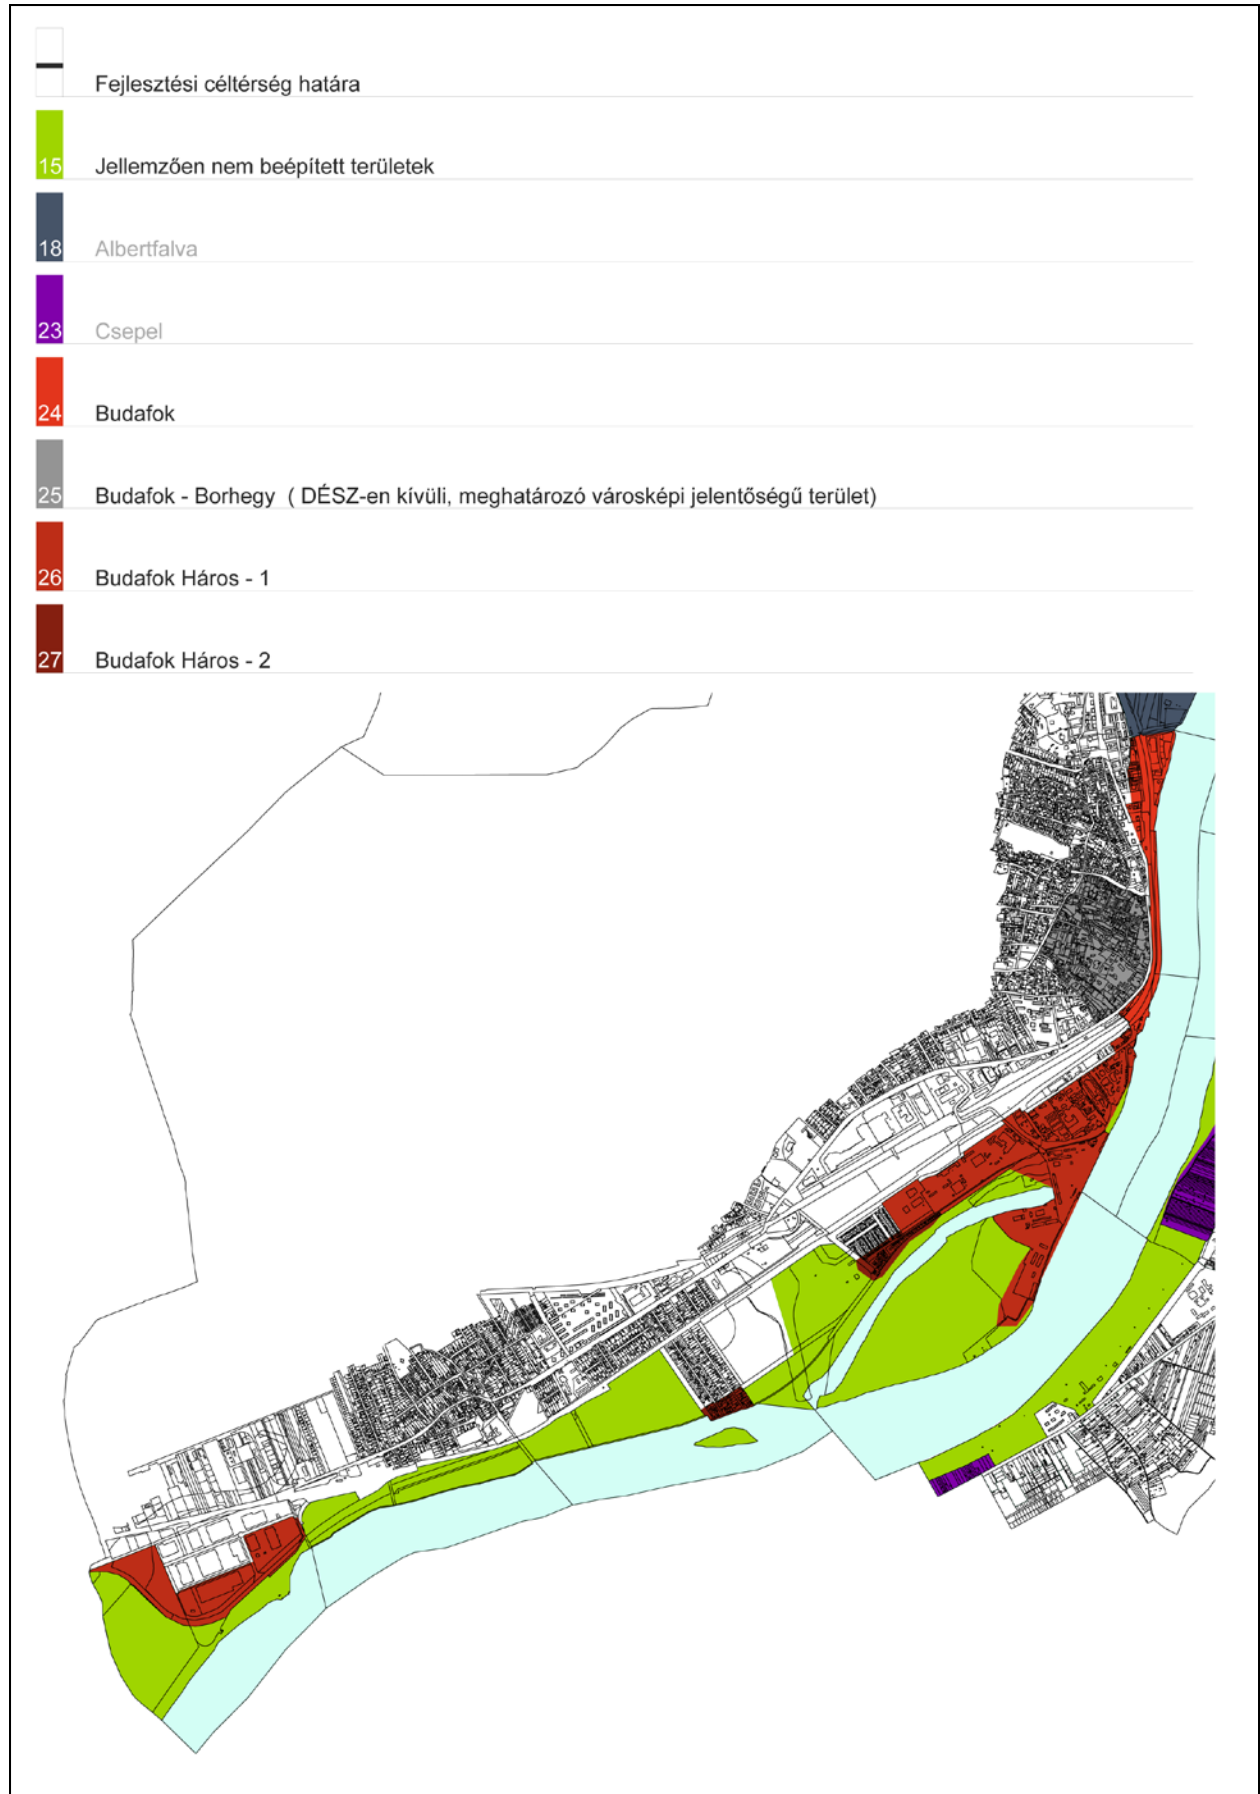 Fejlesztési céltérség határa
15 Jellemzően nem beépített területek
18 Albertfalva
23 Csepel
24 Budafok
25 Budafok - Borhegy ( DÉSZ-en kívüli, meghatározó városképi jelentőségű terület)
26 Budafok Háros - 1
27 Budafok Háros - 2